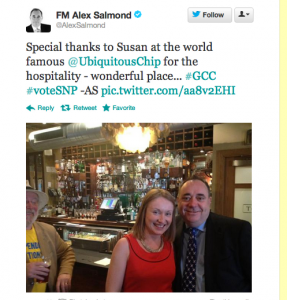 FM Alex Salmond
@AlexSalmond
Follow
Special thanks to Susan at the world
famous @UbiquitousChip for the
hospitality - wonderful place... #GCC
#voteSNP -AS pic.twitter.com/aa8v2EHI
Reply Retweet Favorite